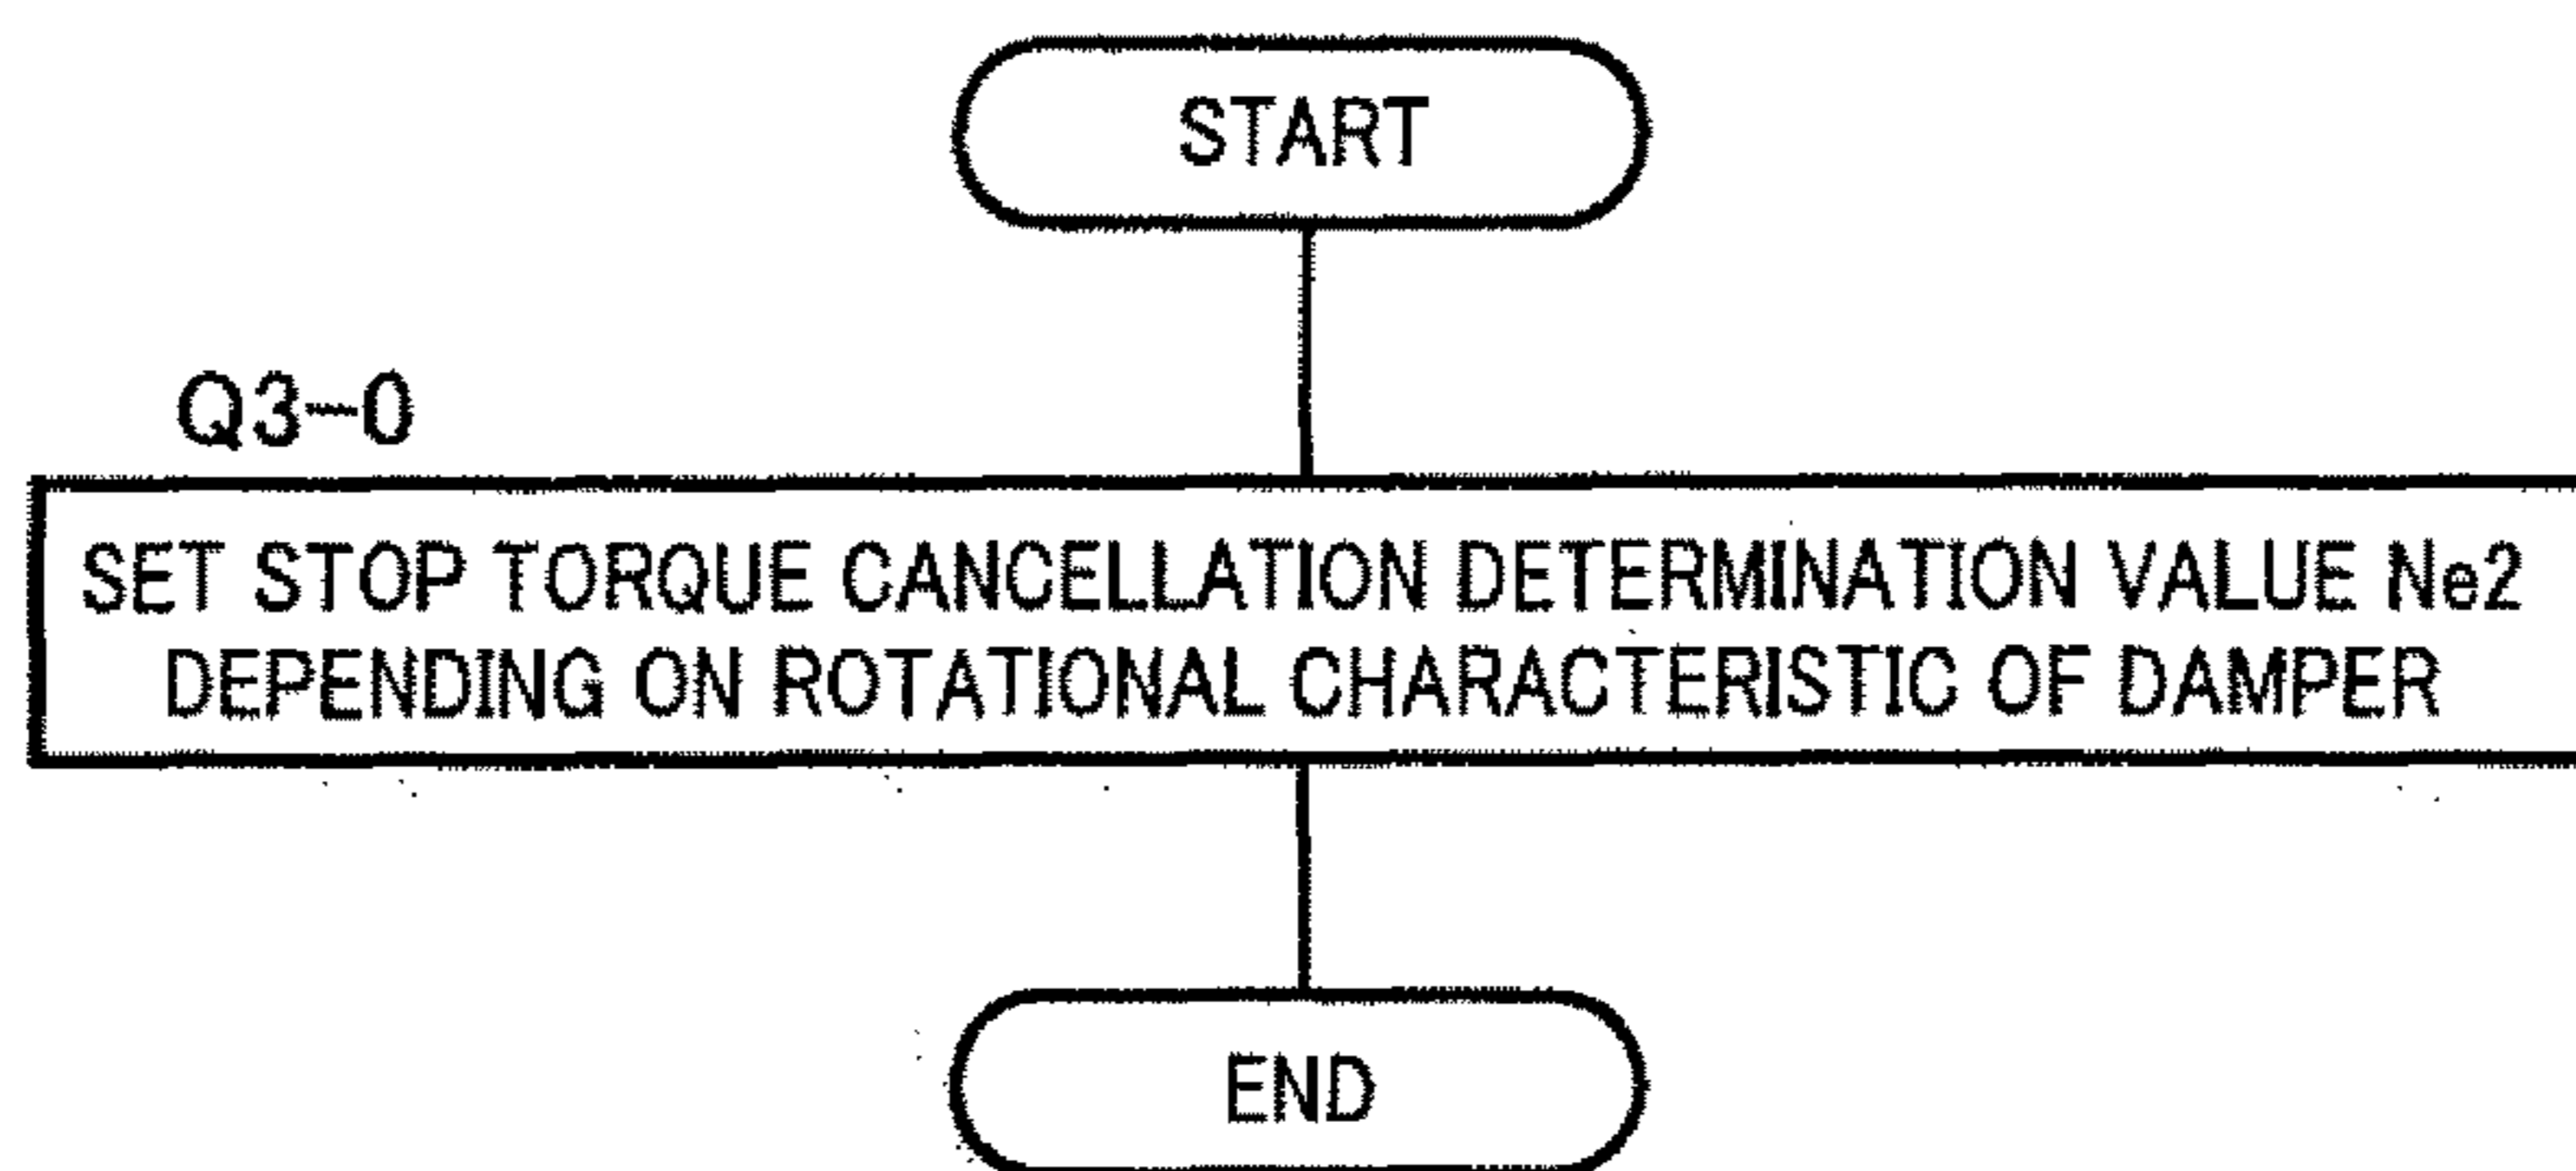 START
Q3-0
SET STOP TORQUE CANCELLATION DETERMINATION VALUE Ne2
DEPENDING ON ROTATIONAL CHARACTERISTIC OF DAMPER
END